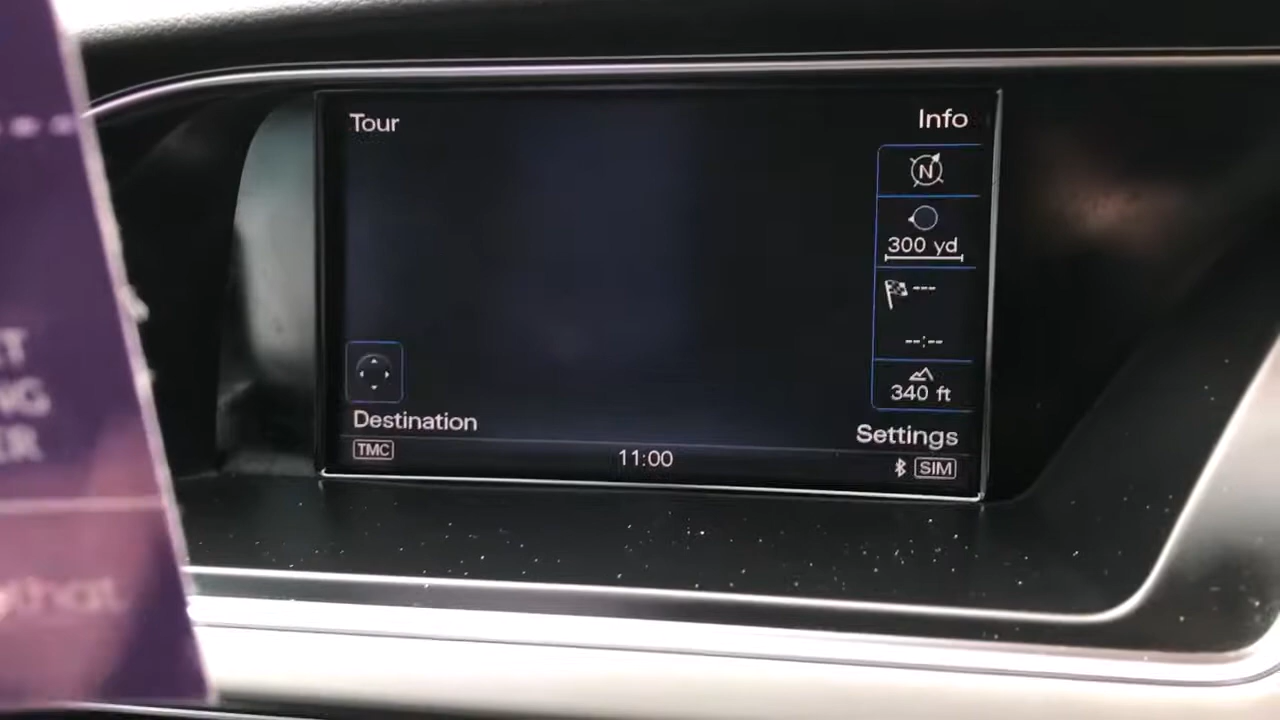 Tour
Info
N
300 yd
---
--:--
340 ft
Destination
Settings
TMC
11:00
SIM